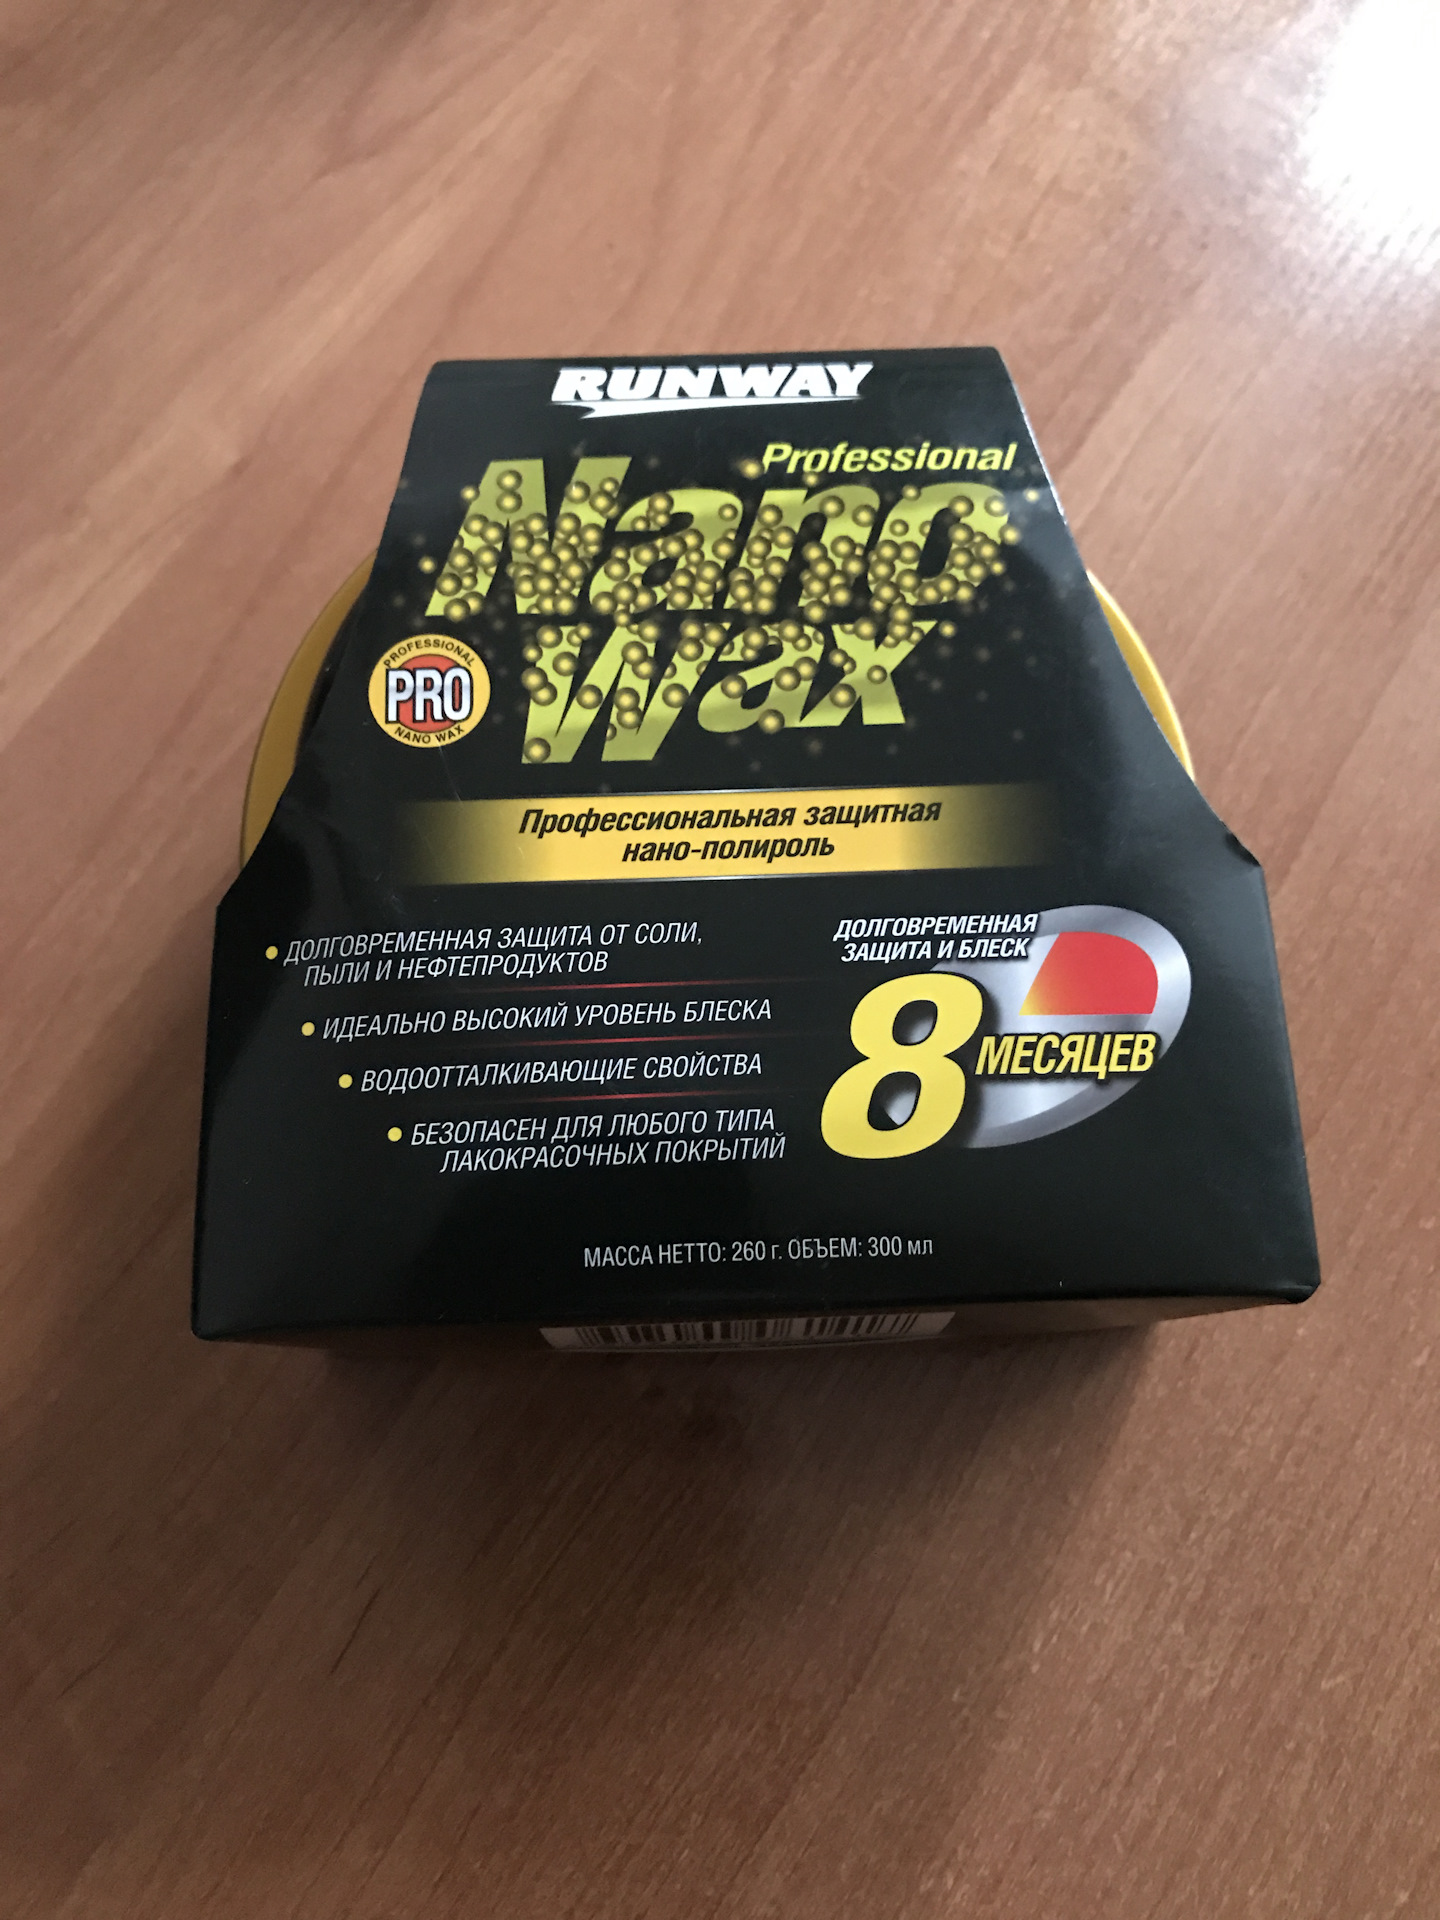 RUNWAY
Professional
Nano
Wax
PROFESSIONAL
PRO
NANO WAX
Профессиональная защитная
нано-полироль
• ДОЛГОВРЕМЕННАЯ ЗАЩИТА ОТ СОЛИ,
ПЫЛИ И НЕФТЕПРОДУКТОВ
• ИДЕАЛЬНО ВЫСОКИЙ УРОВЕНЬ БЛЕСКА
• ВОДООТТАЛКИВАЮЩИЕ СВОЙСТВА
• БЕЗОПАСЕН ДЛЯ ЛЮБОГО ТИПА
ЛАКОКРАСОЧНЫХ ПОКРЫТИЙ
ДОЛГОВРЕМЕННАЯ
ЗАЩИТА И БЛЕСК
8 МЕСЯЦЕВ
МАССА НЕТТО: 260 г. ОБЪЕМ: 300 мл